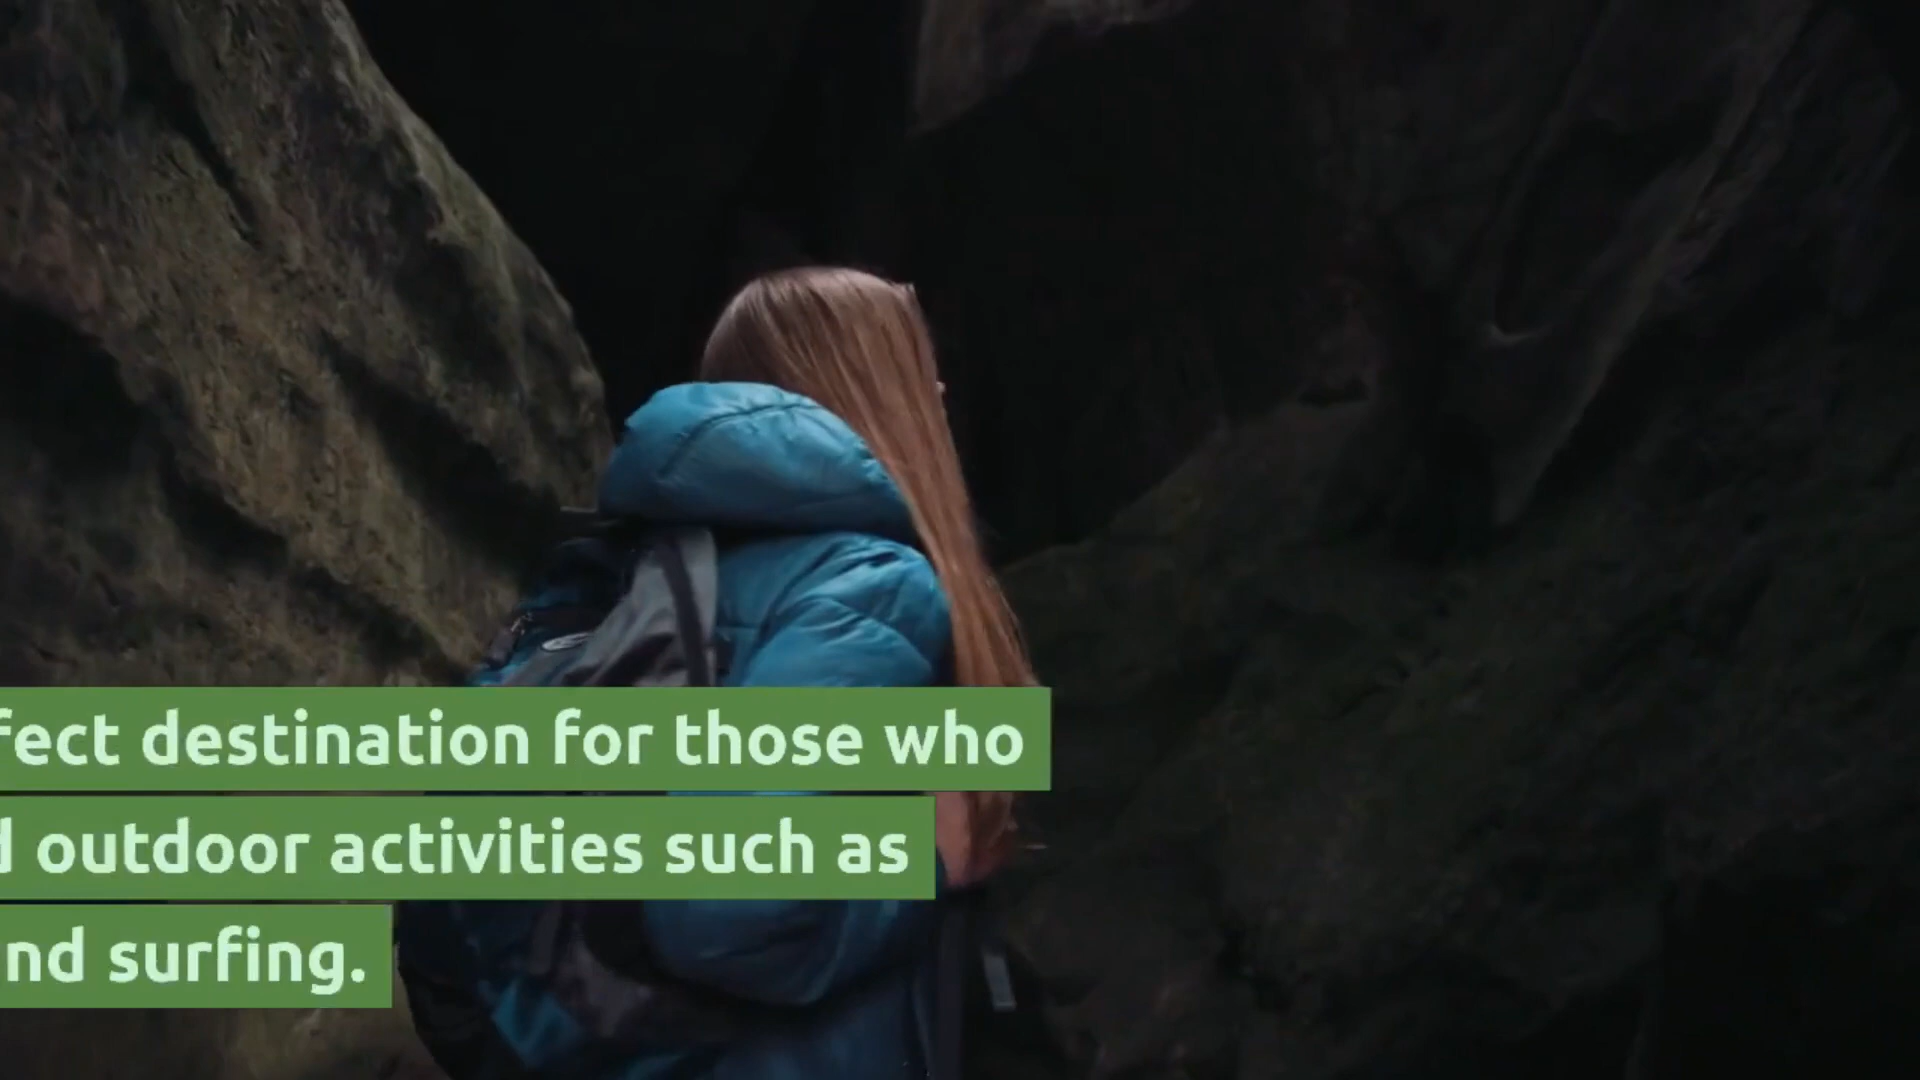 fect destination for those who
outdoor activities such as
nd surfing.